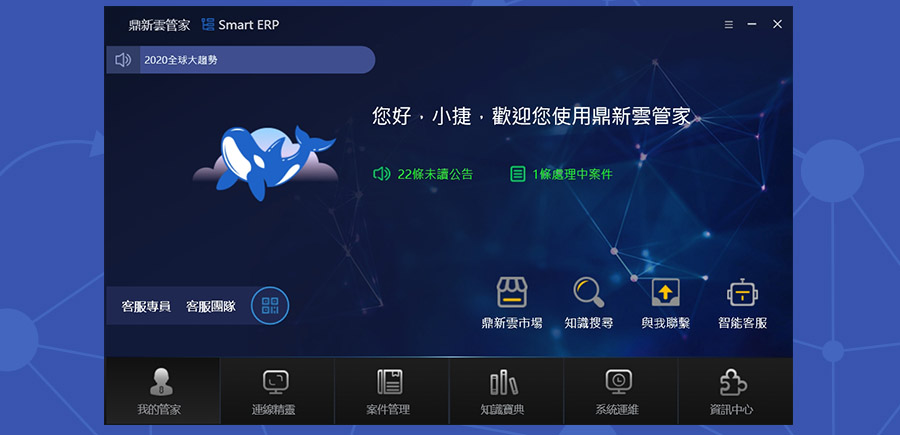 鼎新雲管家 Smart ERP
2020全球大趨勢
您好，小捷，歡迎您使用鼎新雲管家
22條未讀公告 1條處理中案件
客服專員 客服團隊
鼎新雲市場 知識搜尋 與我聯繫 智能客服
8
我的管家 連線精靈 案件管理 知識寶典 系統運維 資訊中心